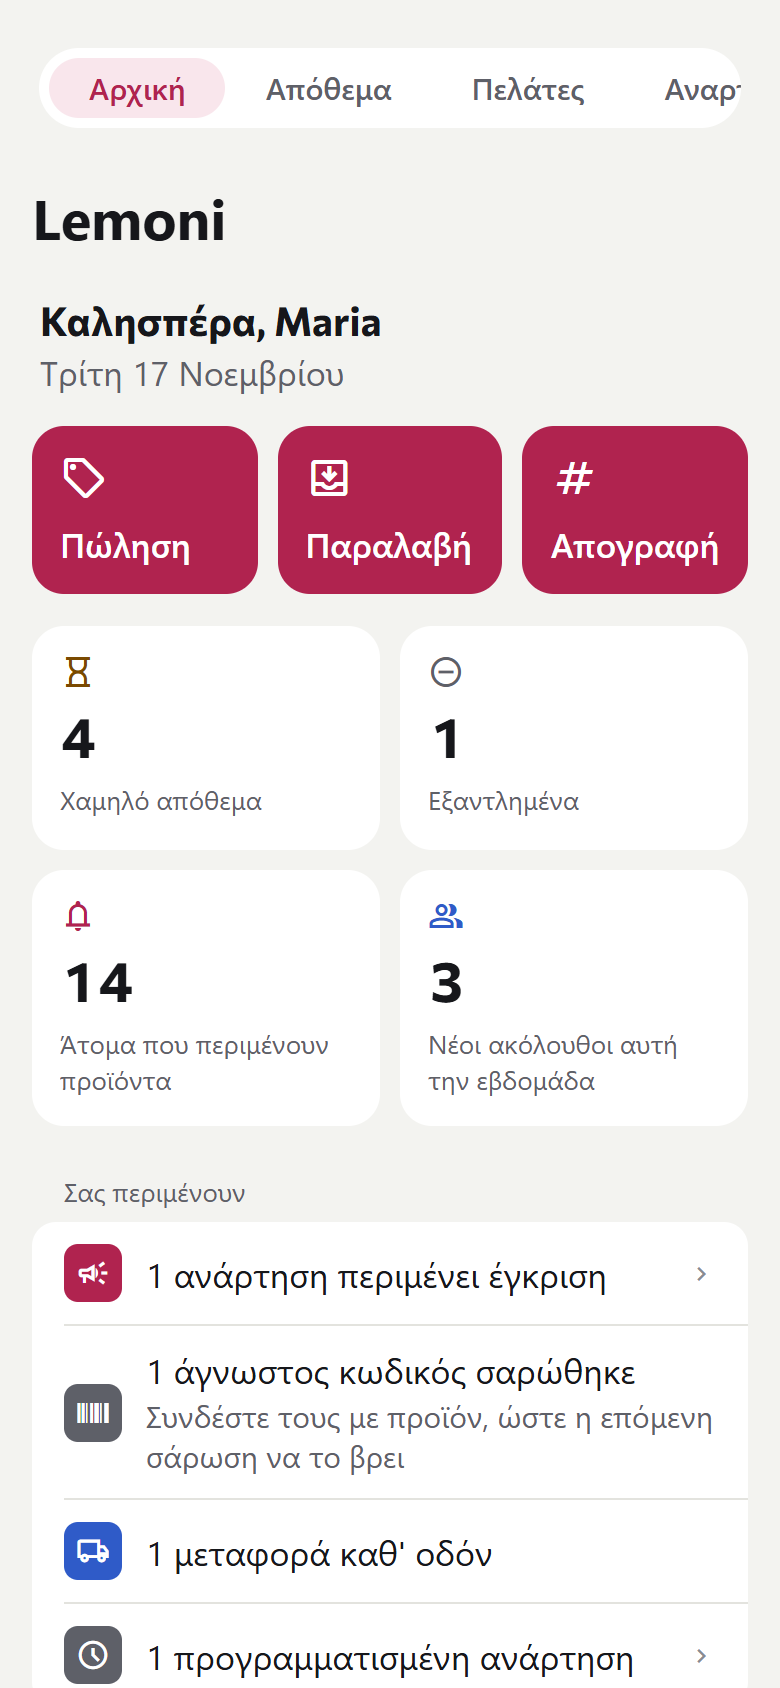 Αρχική Απόθεμα Πελάτες Αναρτ
Lemoni
Καλησπέρα, Maria
Τρίτη 17 Νοεμβρίου
Πώληση Παραλαβή Απογραφή
4 1
Χαμηλό απόθεμα Εξαντλημένα
14 3
Άτομα που περιμένουν Νέοι ακόλουθοι αυτή
προϊόντα την εβδομάδα
Σας περιμένουν
1 ανάρτηση περιμένει έγκριση
1 άγνωστος κωδικός σαρώθηκε
Συνδέστε τους με προϊόν, ώστε η επόμενη
σάρωση να το βρει
1 μεταφορά καθ' οδόν
1 προγραμματισμένη ανάρτηση